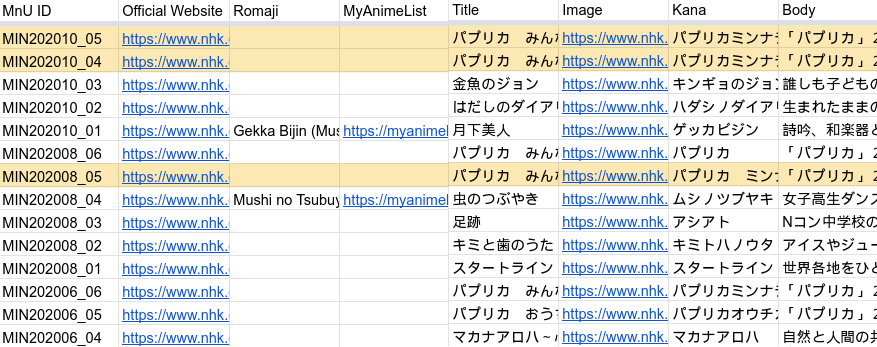 MnU ID Official Website Romaji MyAnimeList Title Image Kana Body
MIN202010_05 https://www.nhk. パプリカ　みん https://www.nhk. パプリカミンナ 「パプリカ」
MIN202010_04 https://www.nhk. パプリカ　みん https://www.nhk. パプリカミンナ 「パプリカ」
MIN202010_03 https://www.nhk. 金魚のジョン https://www.nhk. キンギョのジョ 誰しも子どもの
MIN202010_02 https://www.nhk. はだしのダイア https://www.nhk. ハダシノダイア 生まれたままの
MIN202010_01 https://www.nhk. Gekka Bijin (Mus https://myanimel 月下美人 https://www.nhk. ゲッカビジン 詩吟、和楽器と
MIN202008_06 https://www.nhk. パプリカ　みん https://www.nhk. パプリカ 「パプリカ」
MIN202008_05 https://www.nhk. パプリカ　みん https://www.nhk. パプリカ　ミン 「パプリカ」
MIN202008_04 https://www.nhk. Mushi no Tsubuy https://myanimel 虫のつぶやき https://www.nhk. ムシノツブヤキ 女子高生ダンス
MIN202008_03 https://www.nhk. 足跡 https://www.nhk. アシアト Nコン中学校の
MIN202008_02 https://www.nhk. キミと歯のうた https://www.nhk. キミトハノウタ アイスやジュー
MIN202008_01 https://www.nhk. スタートライン https://www.nhk. スタートライン 世界各地をひと
MIN202006_06 https://www.nhk. パプリカ　みん https://www.nhk. パプリカミンナ 「パプリカ」
MIN202006_05 https://www.nhk. パプリカ　おう https://www.nhk. パプリカオウチ 「パプリカ」
MIN202006_04 https://www.nhk. マカナアロハ～ https://www.nhk. マカナアロハ 自然と人間の共